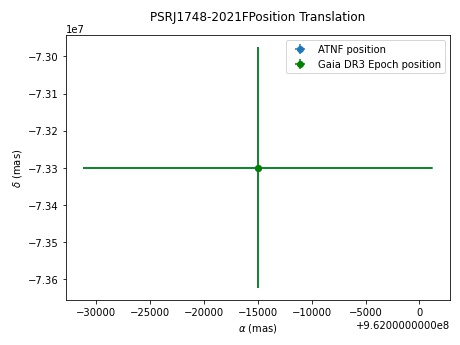 PSRJ1748-2021FPosition Translation
1e7
ATNF position
Gaia DR3 Epoch position
−7.30
−7.31
−7.32
−7.33
−7.34
−7.35
−7.36
δ (mas)
−30000 −25000 −20000 −15000 −10000 −5000 0
α (mas)
+9.6200000000e8